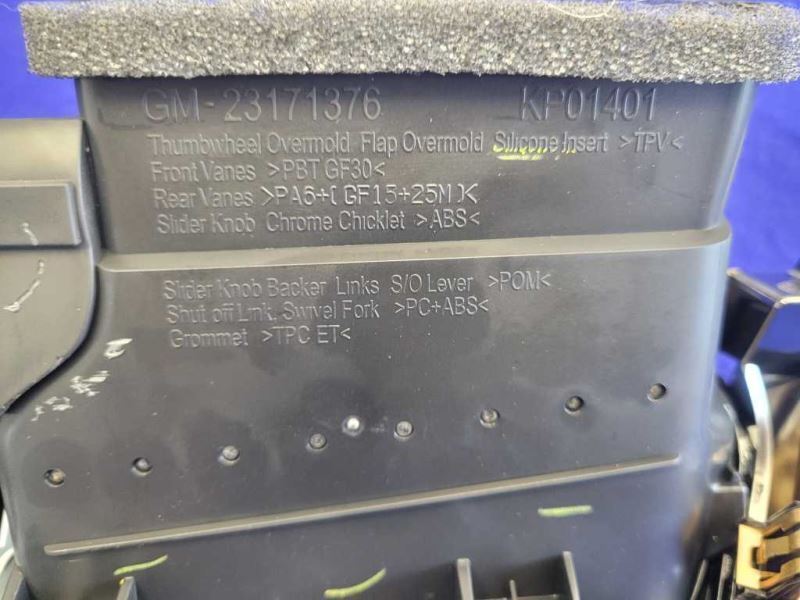 GM-23171376 KP01401
Thumbwheel Overmold Flap Overmold Silicone Insert >TPV<
Front Vanes >PBT GF30<
Rear Vanes >PA6+(GF15+25M)<
Slider Knob Chrome Chicklet >ABS<
Slider Knob Backer Links S/O Lever >POM<
Shut off Link, Swivel Fork >PC+ABS<
Grommet >TPC ET<